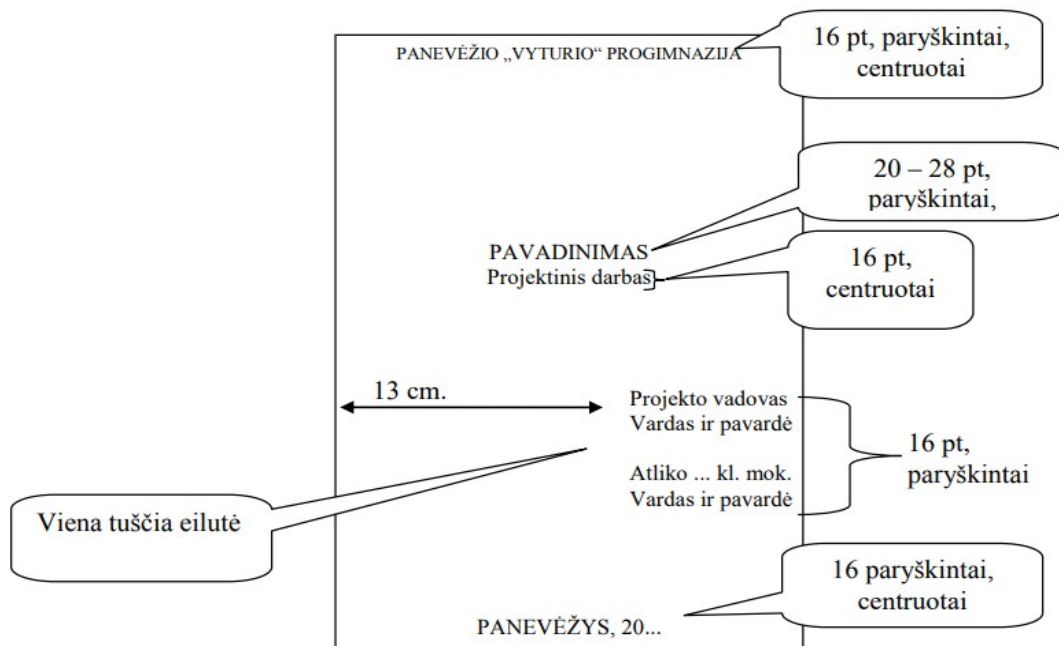 PANEVĖŽIO „VYTURIO“ PROGIMNAZIJA
16 pt, paryškintai,
centruotai
20 – 28 pt,
paryškintai,
PAVADINIMAS
Projektinis darbas
16 pt,
centruotai
13 cm.
Projekto vadovas
Vardas ir pavardė
Atliko ... kl. mok.
Vardas ir pavardė
16 pt,
paryškintai
Viena tuščia eilutė
16 paryškintai,
centruotai
PANEVĖŽYS, 20...